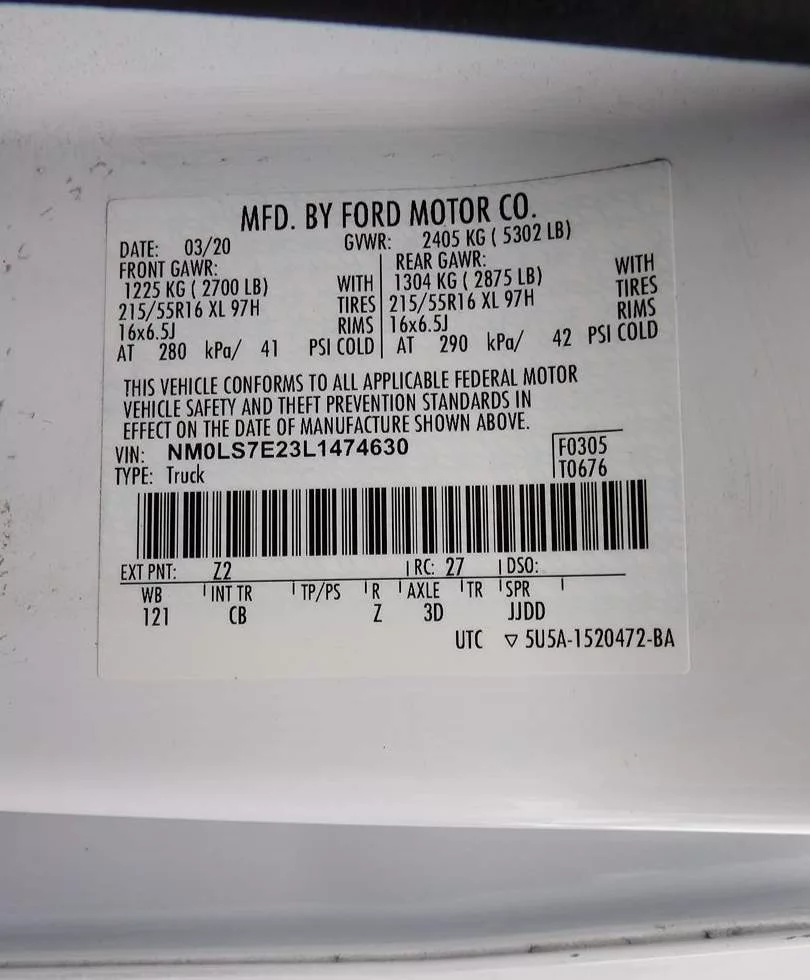 MFD. BY FORD MOTOR CO.
DATE: 03/20 GVWR: 2405 KG ( 5302 LB)
FRONT GAWR:
1225 KG ( 2700 LB) WITH
215/55R16 XL 97H TIRES
16x6.5J RIMS
AT 280 kPa/ 41 PSI COLD
REAR GAWR:
1304 KG ( 2875 LB) WITH
215/55R16 XL 97H TIRES
16x6.5J RIMS
AT 290 kPa/ 42 PSI COLD
THIS VEHICLE CONFORMS TO ALL APPLICABLE FEDERAL MOTOR
VEHICLE SAFETY AND THEFT PREVENTION STANDARDS IN
EFFECT ON THE DATE OF MANUFACTURE SHOWN ABOVE.
VIN: NM0LS7E23L1474630 F0305
TYPE: Truck T0676
EXT PNT: Z2 RC: 27 DSO:
WB INT TR TP/PS R AXLE TR SPR
121 CB Z 3D JJDD
UTC ▽ 5U5A-1520472-BA